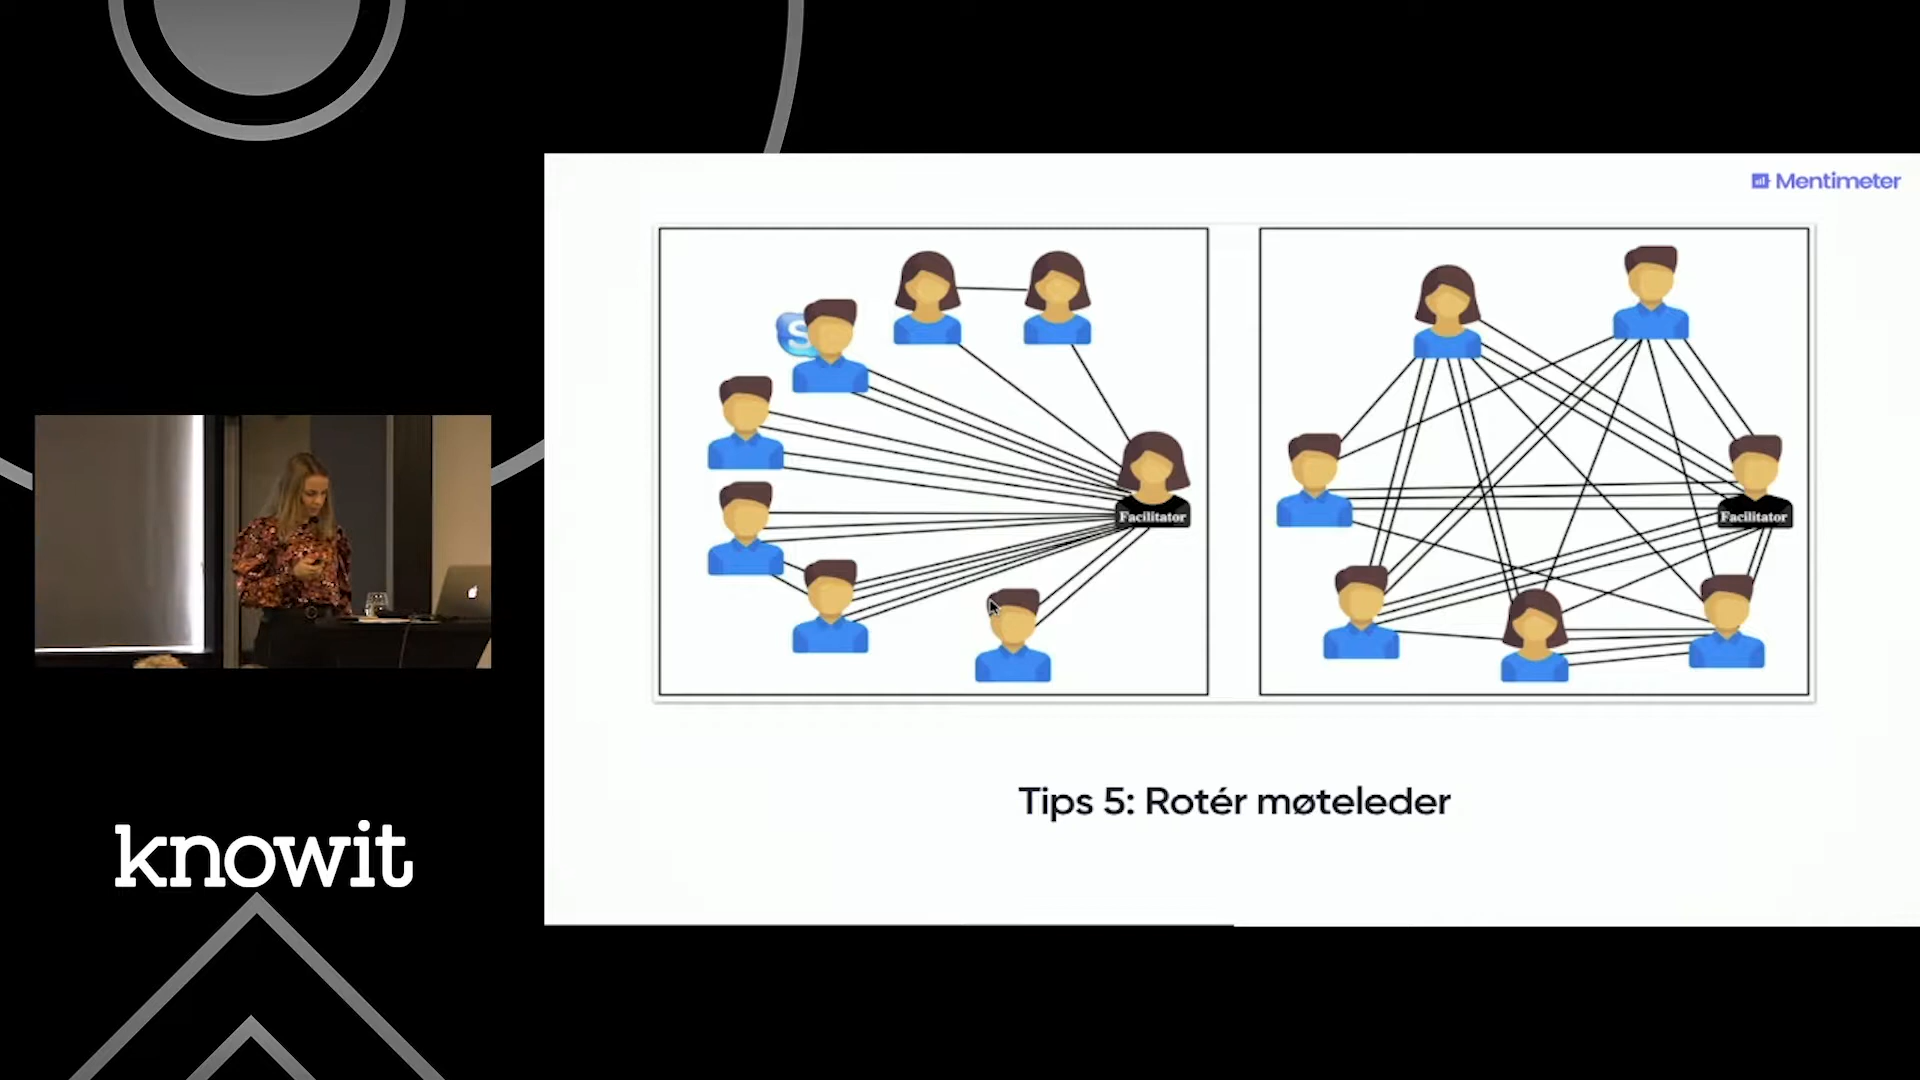 Mentimeter
S
Facilitator
Facilitator
Tips 5: Rotér møteleder
knowit